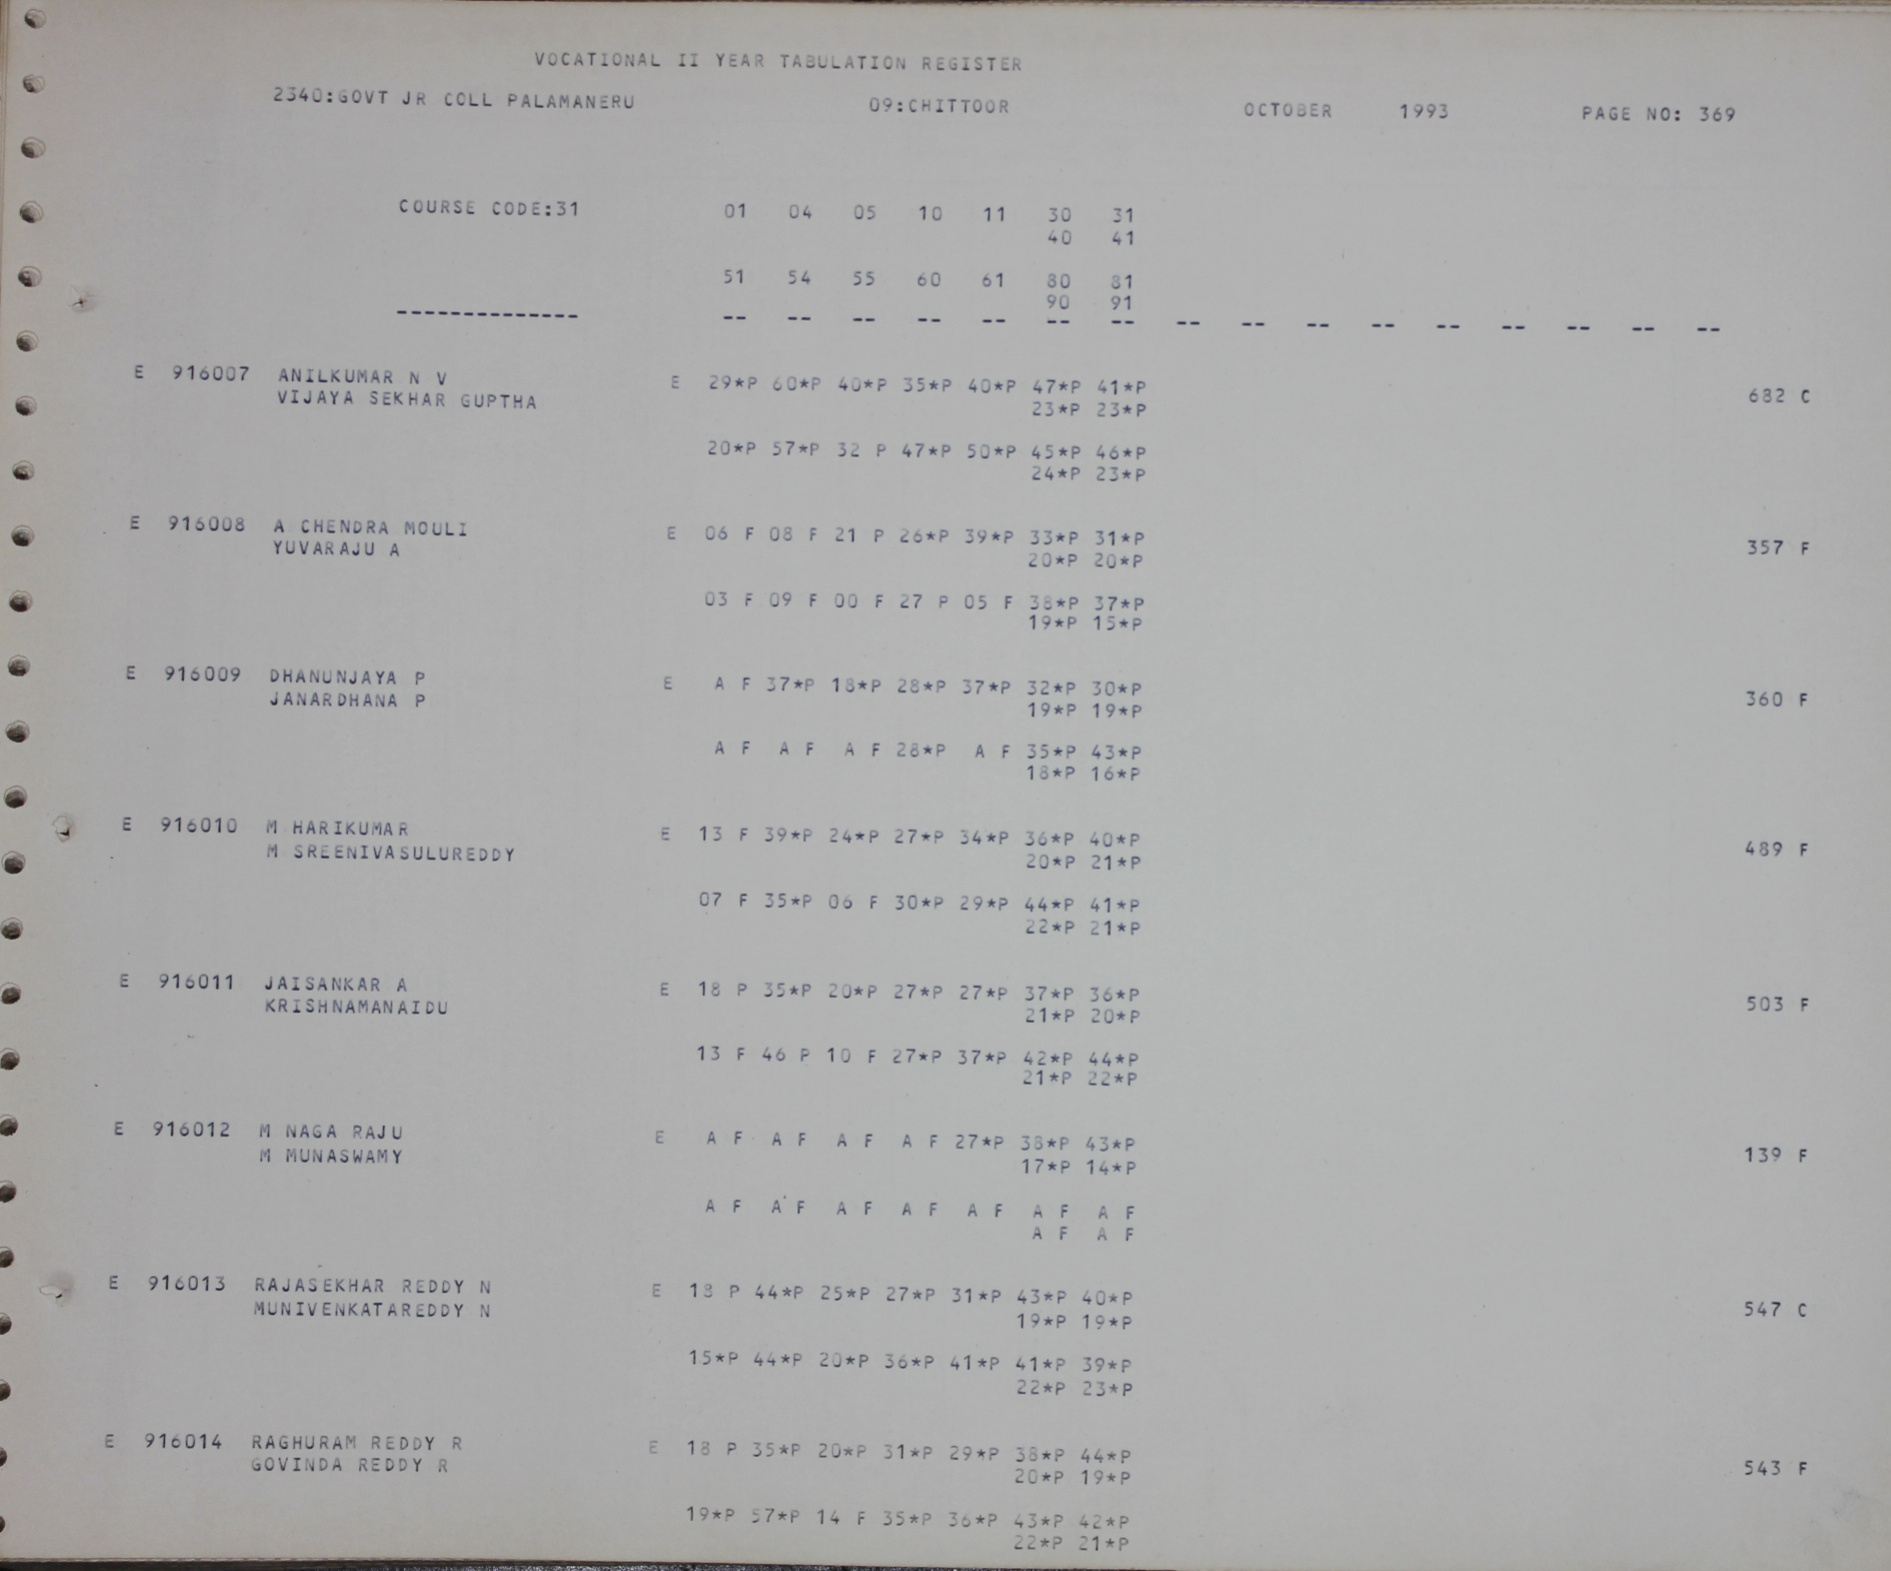 VOCATIONAL II YEAR TABULATION REGISTER
2340:GOVT JR COLL PALAMANERU 09:CHITTOOR OCTOBER 1993 PAGE NO: 369
COURSE CODE:31 01 04 05 10 11 30 31
40 41
51 54 55 60 61 80 81
90 91
-------------- -- -- -- -- -- -- -- -- -- -- -- -- -- -- -- --
E 916007 ANILKUMAR N V E 29*P 60*P 40*P 35*P 40*P 47*P 41*P
VIJAYA SEKHAR GUPTHA 23*P 23*P 682 C
20*P 57*P 32 P 47*P 50*P 45*P 46*P
24*P 23*P
E 916008 A CHENDRA MOULI E 06 F 08 F 21 P 26*P 39*P 33*P 31*P
YUVARAJU A 20*P 20*P 357 F
03 F 09 F 00 F 27 P 05 F 38*P 37*P
19*P 15*P
E 916009 DHANUNJAYA P E A F 37*P 18*P 28*P 37*P 32*P 30*P
JANARDHANA P 19*P 19*P 360 F
A F A F A F 28*P A F 35*P 43*P
18*P 16*P
E 916010 M HARIKUMAR E 13 F 39*P 24*P 27*P 34*P 36*P 40*P
M SREENIVASULUREDDY 20*P 21*P 489 F
07 F 35*P 06 F 30*P 29*P 44*P 41*P
22*P 21*P
E 916011 JAISANKAR A E 18 P 35*P 20*P 27*P 27*P 37*P 36*P
KRISHNAMANAIDU 21*P 20*P 503 F
13 F 46 P 10 F 27*P 37*P 42*P 44*P
21*P 22*P
E 916012 M NAGA RAJU E A F A F A F A F 27*P 38*P 43*P
M MUNASWAMY 17*P 14*P 139 F
A F A F A F A F A F A F A F
A F A F
E 916013 RAJASEKHAR REDDY N E 18 P 44*P 25*P 27*P 31*P 43*P 40*P
MUNIVENKATAREDDY N 19*P 19*P 547 C
15*P 44*P 20*P 36*P 41*P 41*P 39*P
22*P 23*P
E 916014 RAGHURAM REDDY R E 18 P 35*P 20*P 31*P 29*P 38*P 44*P
GOVINDA REDDY R 20*P 19*P 543 F
19*P 57*P 14 F 35*P 36*P 43*P 42*P
22*P 21*P